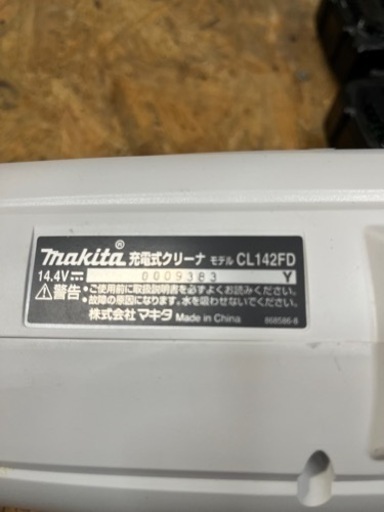 makita® 充電式クリーナ モデル CL142FD
14.4V⎓ 0009383 Y
⚠警告 ・ご使用前に取扱説明書を必ずよくお読みください。
・故障の原因になります。水を吸わせないでください。
株式会社マキタ Made in China 868586-8